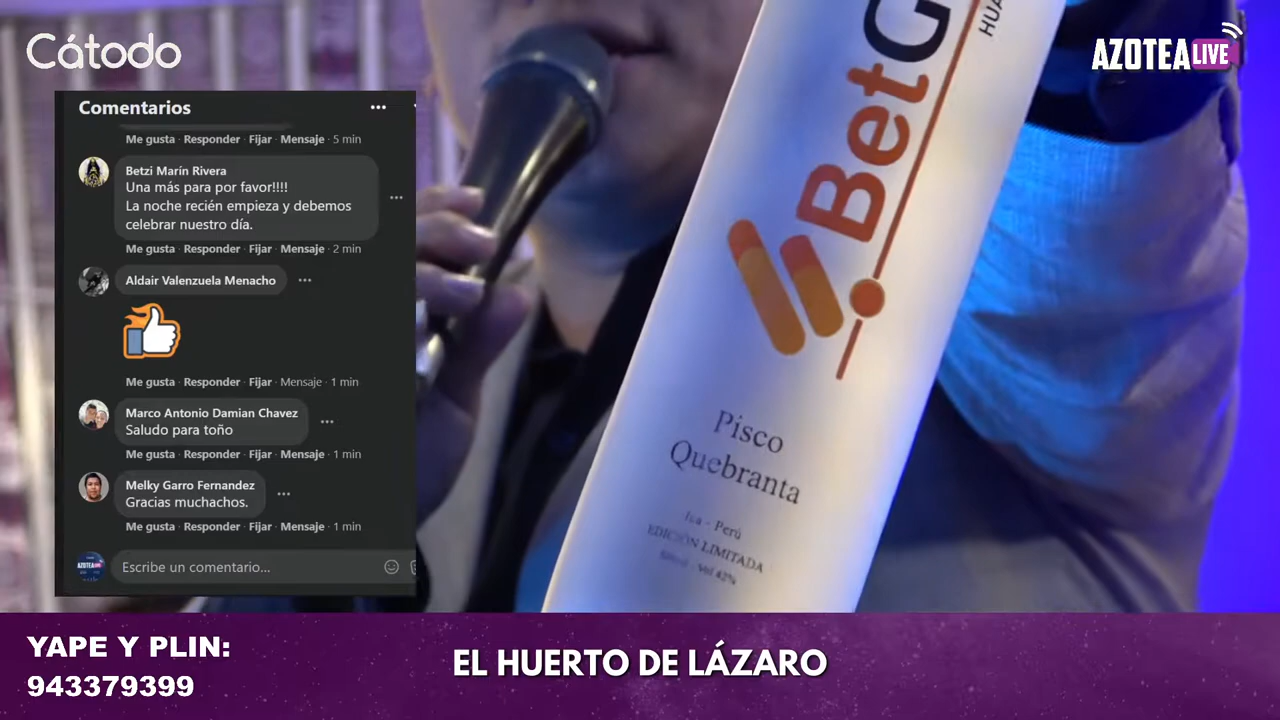 Cátodo
AZOTEA LIVE
Comentarios
Me gusta · Responder · Fijar · Mensaje · 5 min
Betzi Marín Rivera
Una más para por favor!!!!
La noche recién empieza y debemos
celebrar nuestro día.
Me gusta · Responder · Fijar · Mensaje · 2 min
Aldair Valenzuela Menacho
Me gusta · Responder · Fijar · Mensaje · 1 min
Marco Antonio Damian Chavez
Saludo para toño
Me gusta · Responder · Fijar · Mensaje · 1 min
Melky Garro Fernandez
Gracias muchachos.
Me gusta · Responder · Fijar · Mensaje · 1 min
AZOTEA LIVE
Escribe un comentario...
BetG
HUA
Pisco
Quebranta
Ica - Perú
EDICIÓN LIMITADA
YAPE Y PLIN:
943379399
EL HUERTO DE LÁZARO